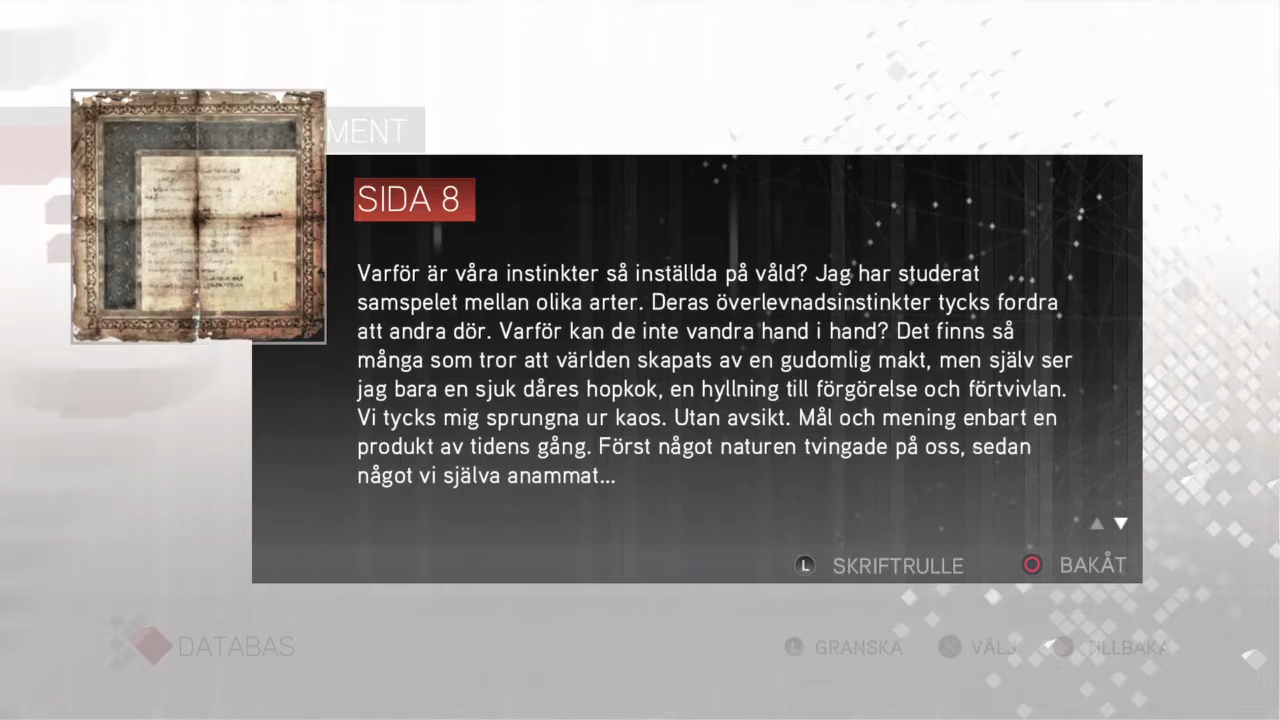 MENT
SIDA 8
Varför är våra instinkter så inställda på våld? Jag har studerat
samspelet mellan olika arter. Deras överlevnadsinstinkter tycks fordra
att andra dör. Varför kan de inte vandra hand i hand? Det finns så
många som tror att världen skapats av en gudomlig makt, men själv ser
jag bara en sjuk dåres hopkok, en hyllning till förgörelse och förtvivlan.
Vi tycks mig sprungna ur kaos. Utan avsikt. Mål och mening enbart en
produkt av tidens gång. Först något naturen tvingade på oss, sedan
något vi själva anammat...
L SKRIFTRULLE BAKÅT
DATABAS L GRANSKA VÄLJ TILLBAKA